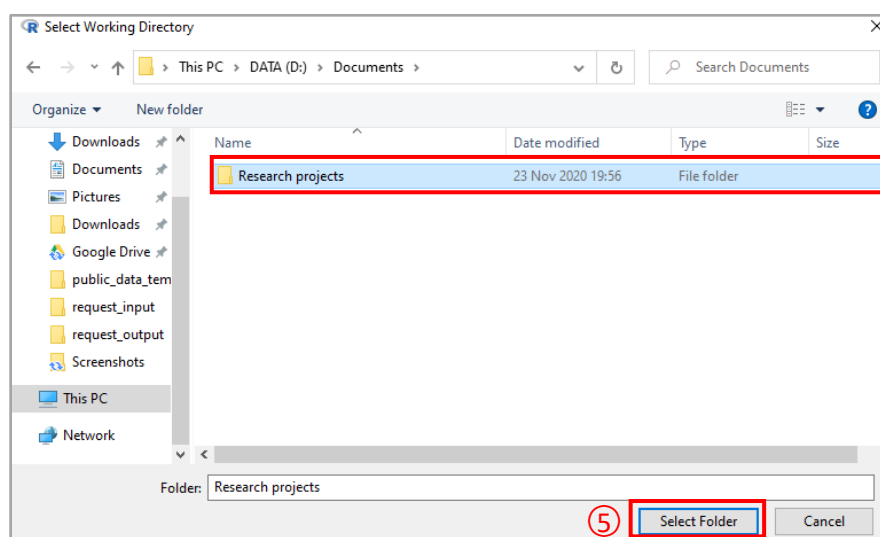 Select Working Directory
This PC > DATA (D:) > Documents >
Search Documents
Organize
New folder
Name
Date modified
Type
Size
Research projects
23 Nov 2020 19:56
File folder
Downloads
Documents
Pictures
Downloads
Google Drive
public_data_tem
request_input
request_output
Screenshots
This PC
Network
Folder: Research projects
⑤ Select Folder Cancel